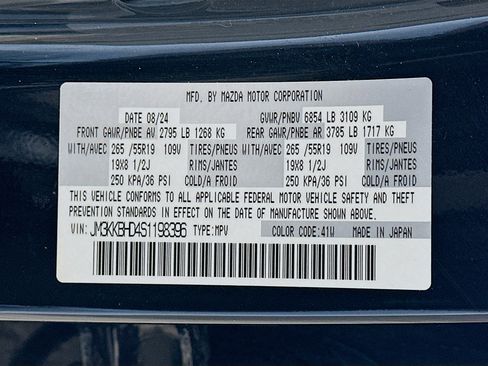 MFD. BY MAZDA MOTOR CORPORATION
DATE 08/24 GVWR/PNBV 6854 LB 3109 KG
FRONT GAWR/PNBE AV 2795 LB 1268 KG REAR GAWR/PNBE AR 3785 LB 1717 KG
WITH/AVEC 265 /55R19 109V TIRES/PNEUS WITH/AVEC 265 /55R19 109V TIRES/PNEUS
19X8 1/2J RIMS/JANTES 19X8 1/2J RIMS/JANTES
250 KPA/36 PSI COLD/A FROID 250 KPA/36 PSI COLD/A FROID
THIS VEHICLE CONFORMS TO ALL APPLICABLE FEDERAL MOTOR VEHICLE SAFETY AND
THEFT PREVENTION STANDARDS IN EFFECT ON THE DATE OF MANUFACTURE SHOWN ABOVE.
VIN: JM3KKBHD4S1198396 TYPE: MPV COLOR CODE: 41W MADE IN JAPAN